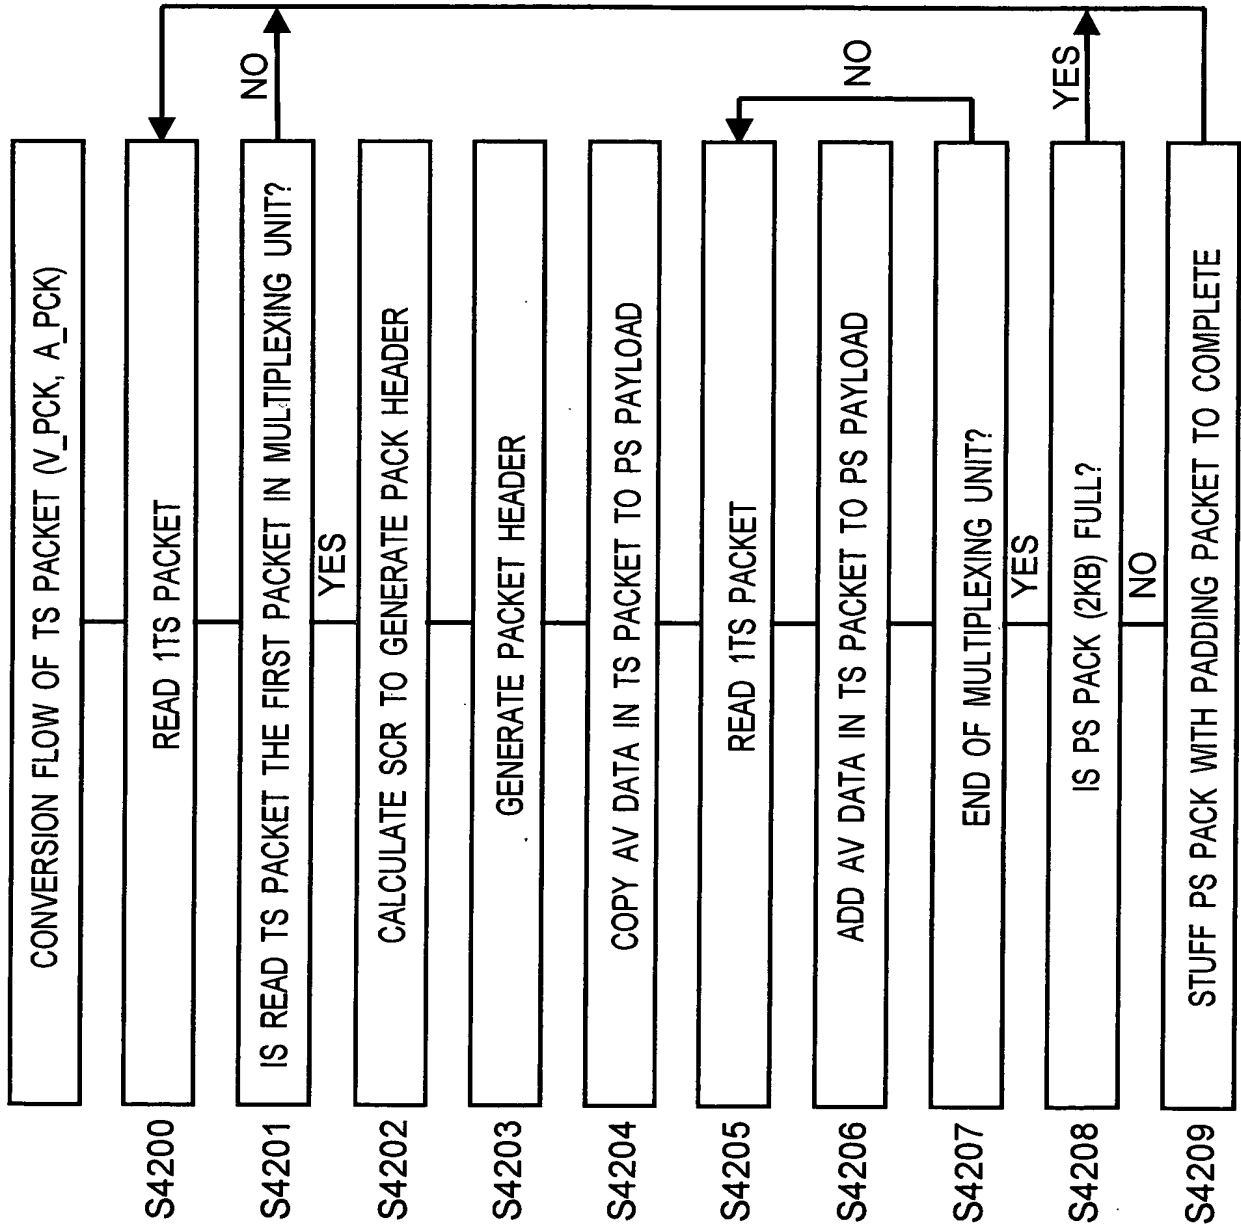 CONVERSION FLOW OF TS PACKET (V_PCK, A_PCK)
S4200
READ 1TS PACKET
S4201
IS READ TS PACKET THE FIRST PACKET IN MULTIPLEXING UNIT?
NO
YES
S4202
CALCULATE SCR TO GENERATE PACK HEADER
S4203
GENERATE PACKET HEADER
S4204
COPY AV DATA IN TS PACKET TO PS PAYLOAD
S4205
READ 1TS PACKET
S4206
ADD AV DATA IN TS PACKET TO PS PAYLOAD
NO
S4207
END OF MULTIPLEXING UNIT?
YES
S4208
IS PS PACK (2KB) FULL?
YES
NO
S4209
STUFF PS PACK WITH PADDING PACKET TO COMPLETE